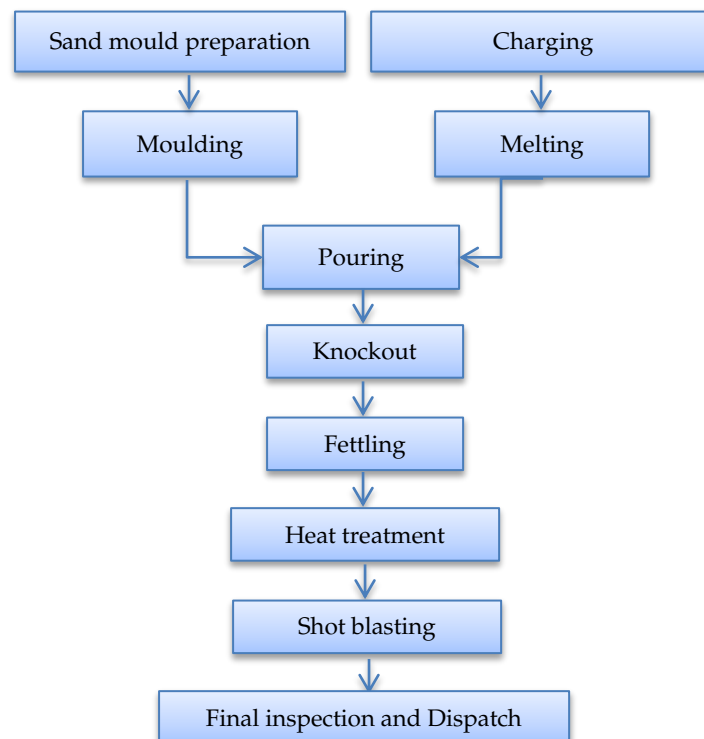 Sand mould preparation
Charging
Moulding
Melting
Pouring
Knockout
Fettling
Heat treatment
Shot blasting
Final inspection and Dispatch